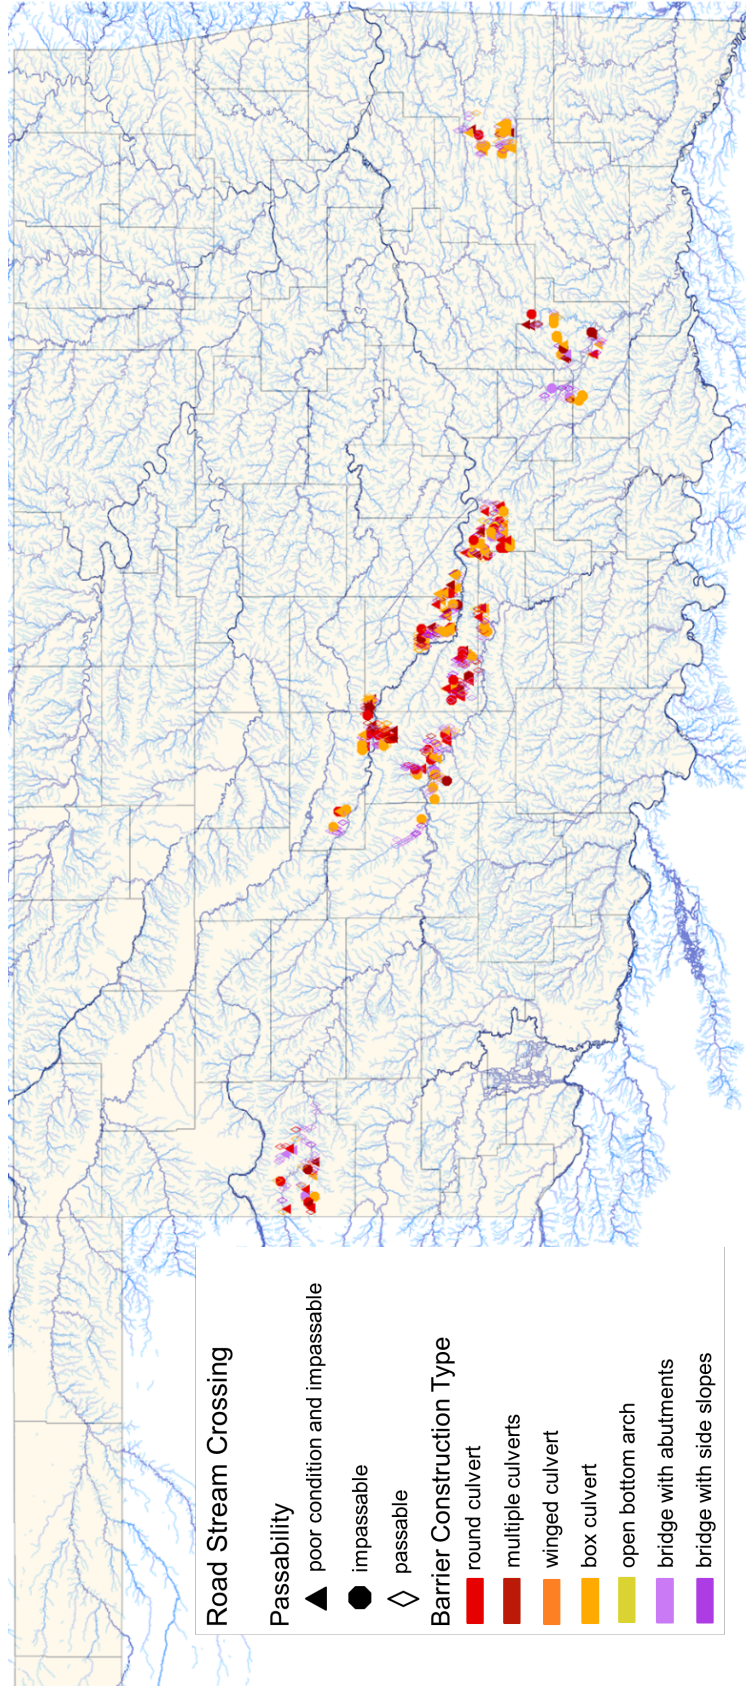 Road Stream Crossing
Passability
poor condition and impassable
impassable
passable
Barrier Construction Type
round culvert
multiple culverts
winged culvert
box culvert
open bottom arch
bridge with abutments
bridge with side slopes